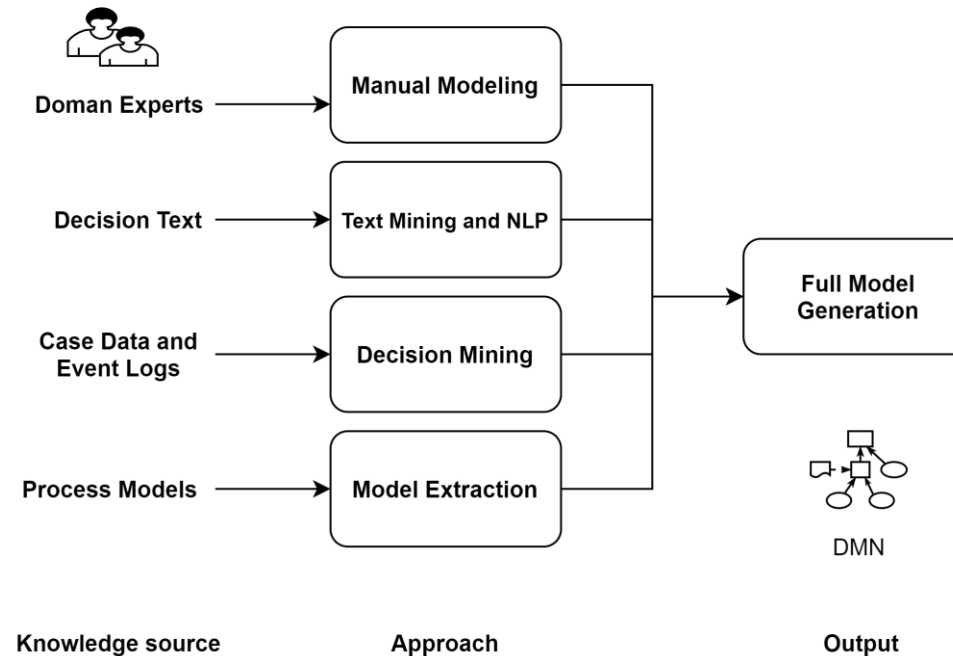 Doman Experts
Manual Modeling
Decision Text
Text Mining and NLP
Case Data and
Event Logs
Decision Mining
Process Models
Model Extraction
Full Model
Generation
DMN
Knowledge source
Approach
Output